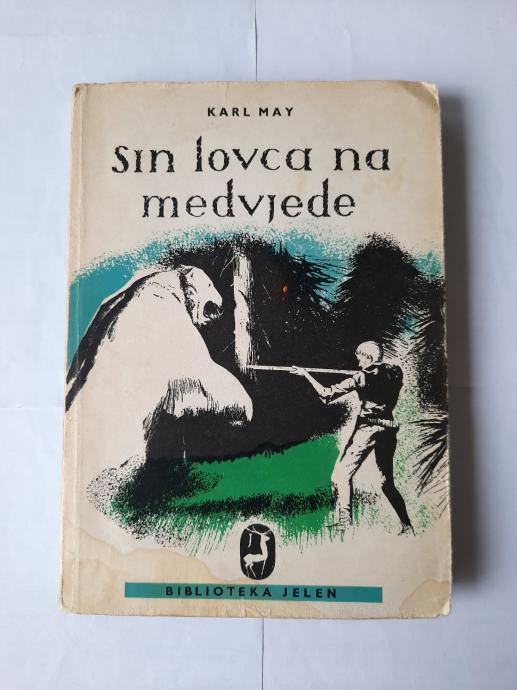 KARL MAY
Sin lovca na
medvjede
BIBLIOTEKA JELEN